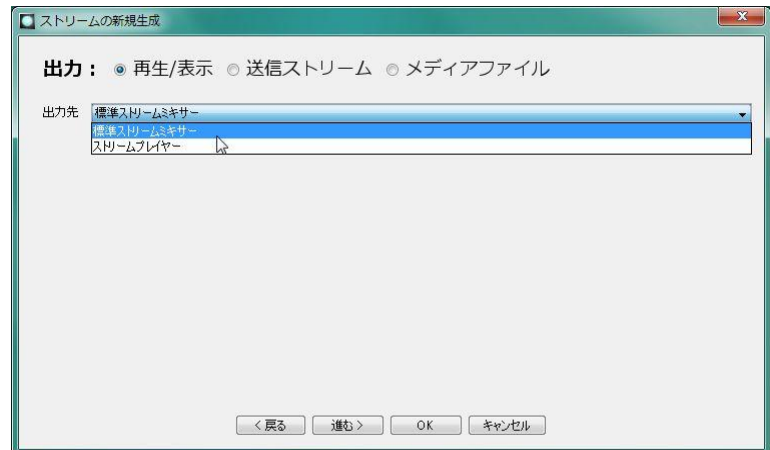 ストリームの新規生成
出力： 再生/表示 送信ストリーム メディアファイル
出力先 標準ストリームミキサー
標準ストリームミキサー
ストリームプレイヤー
<戻る 進む> OK キャンセル